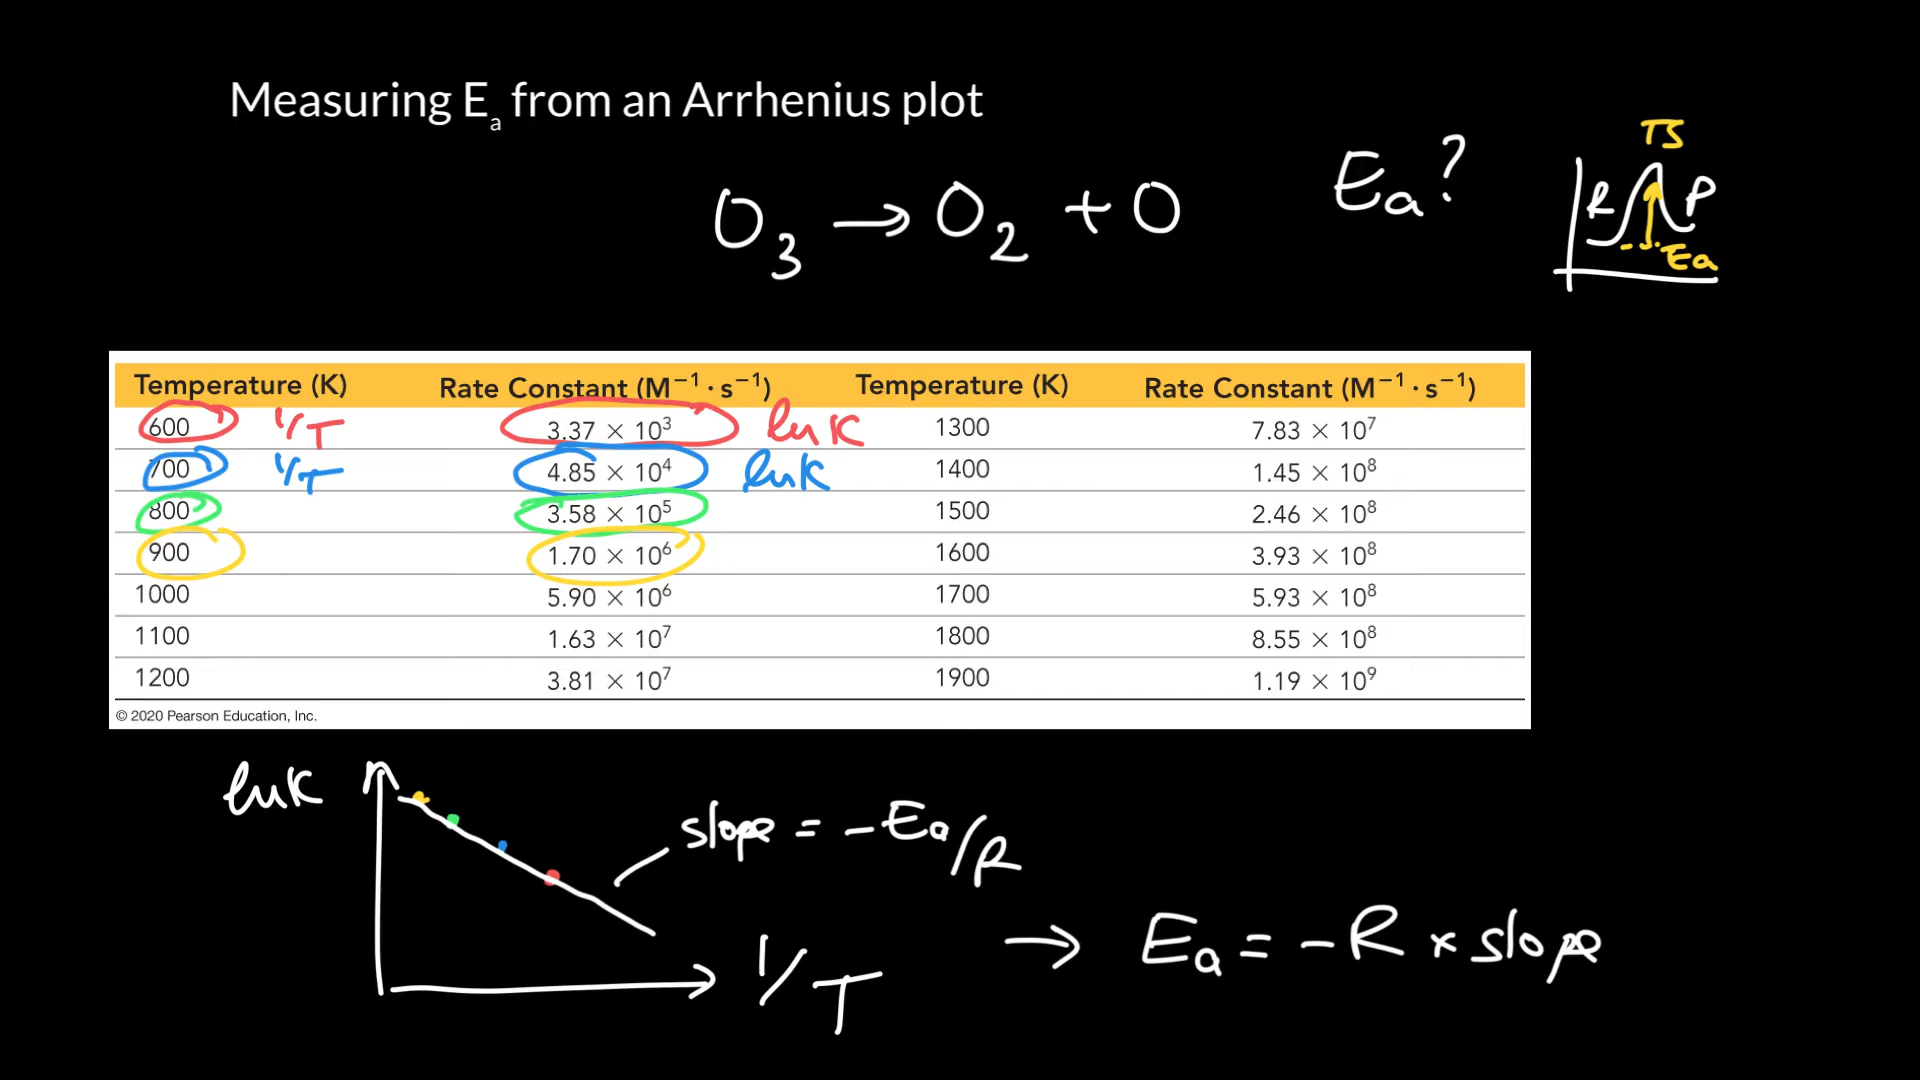 Measuring Eₐ from an Arrhenius plot
O₃ → O₂ + O
Eₐ?
TS
R P
Ea
Temperature (K) Rate Constant (M⁻¹ · s⁻¹) Temperature (K) Rate Constant (M⁻¹ · s⁻¹)
600 1/T 3.37 × 10³ lnK 1300 7.83 × 10⁷
700 1/T 4.85 × 10⁴ lnK 1400 1.45 × 10⁸
800 3.58 × 10⁵ 1500 2.46 × 10⁸
900 1.70 × 10⁶ 1600 3.93 × 10⁸
1000 5.90 × 10⁶ 1700 5.93 × 10⁸
1100 1.63 × 10⁷ 1800 8.55 × 10⁸
1200 3.81 × 10⁷ 1900 1.19 × 10⁹
© 2020 Pearson Education, Inc.
lnK
slope = -Ea/R
1/T
→ Eₐ = -R × slope